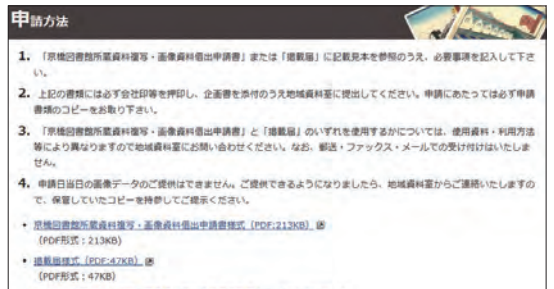 申請方法
1. 「京橋図書館所蔵資料複写・画像資料借出申請書」または「掲載届」に記載見本を参照のうえ、必要事項を記入して下さ
い。
2. 上記の書類には必ず会社印等を押印し、企画書を添付のうえ地域資料室に提出してください。申請にあたっては必ず申請
書類のコピーをお取り下さい。
3. 「京橋図書館所蔵資料複写・画像資料借出申請書」と「掲載届」のいずれを使用するかについては、使用資料・利用方法
等により異なりますので地域資料室にお問い合わせください。なお、郵送・ファックス・メールでの受け付けはいたしま
せん。
4. 申請日当日の画像データのご提供はできません。ご提供できるようになりましたら、地域資料室からご連絡いたしますの
で、保管していたコピーを持参してご提示ください。
• 京橋図書館所蔵資料複写・画像資料借出申請書様式（PDF:213KB）
（PDF形式：213KB）
• 掲載届様式（PDF:47KB）
（PDF形式：47KB）